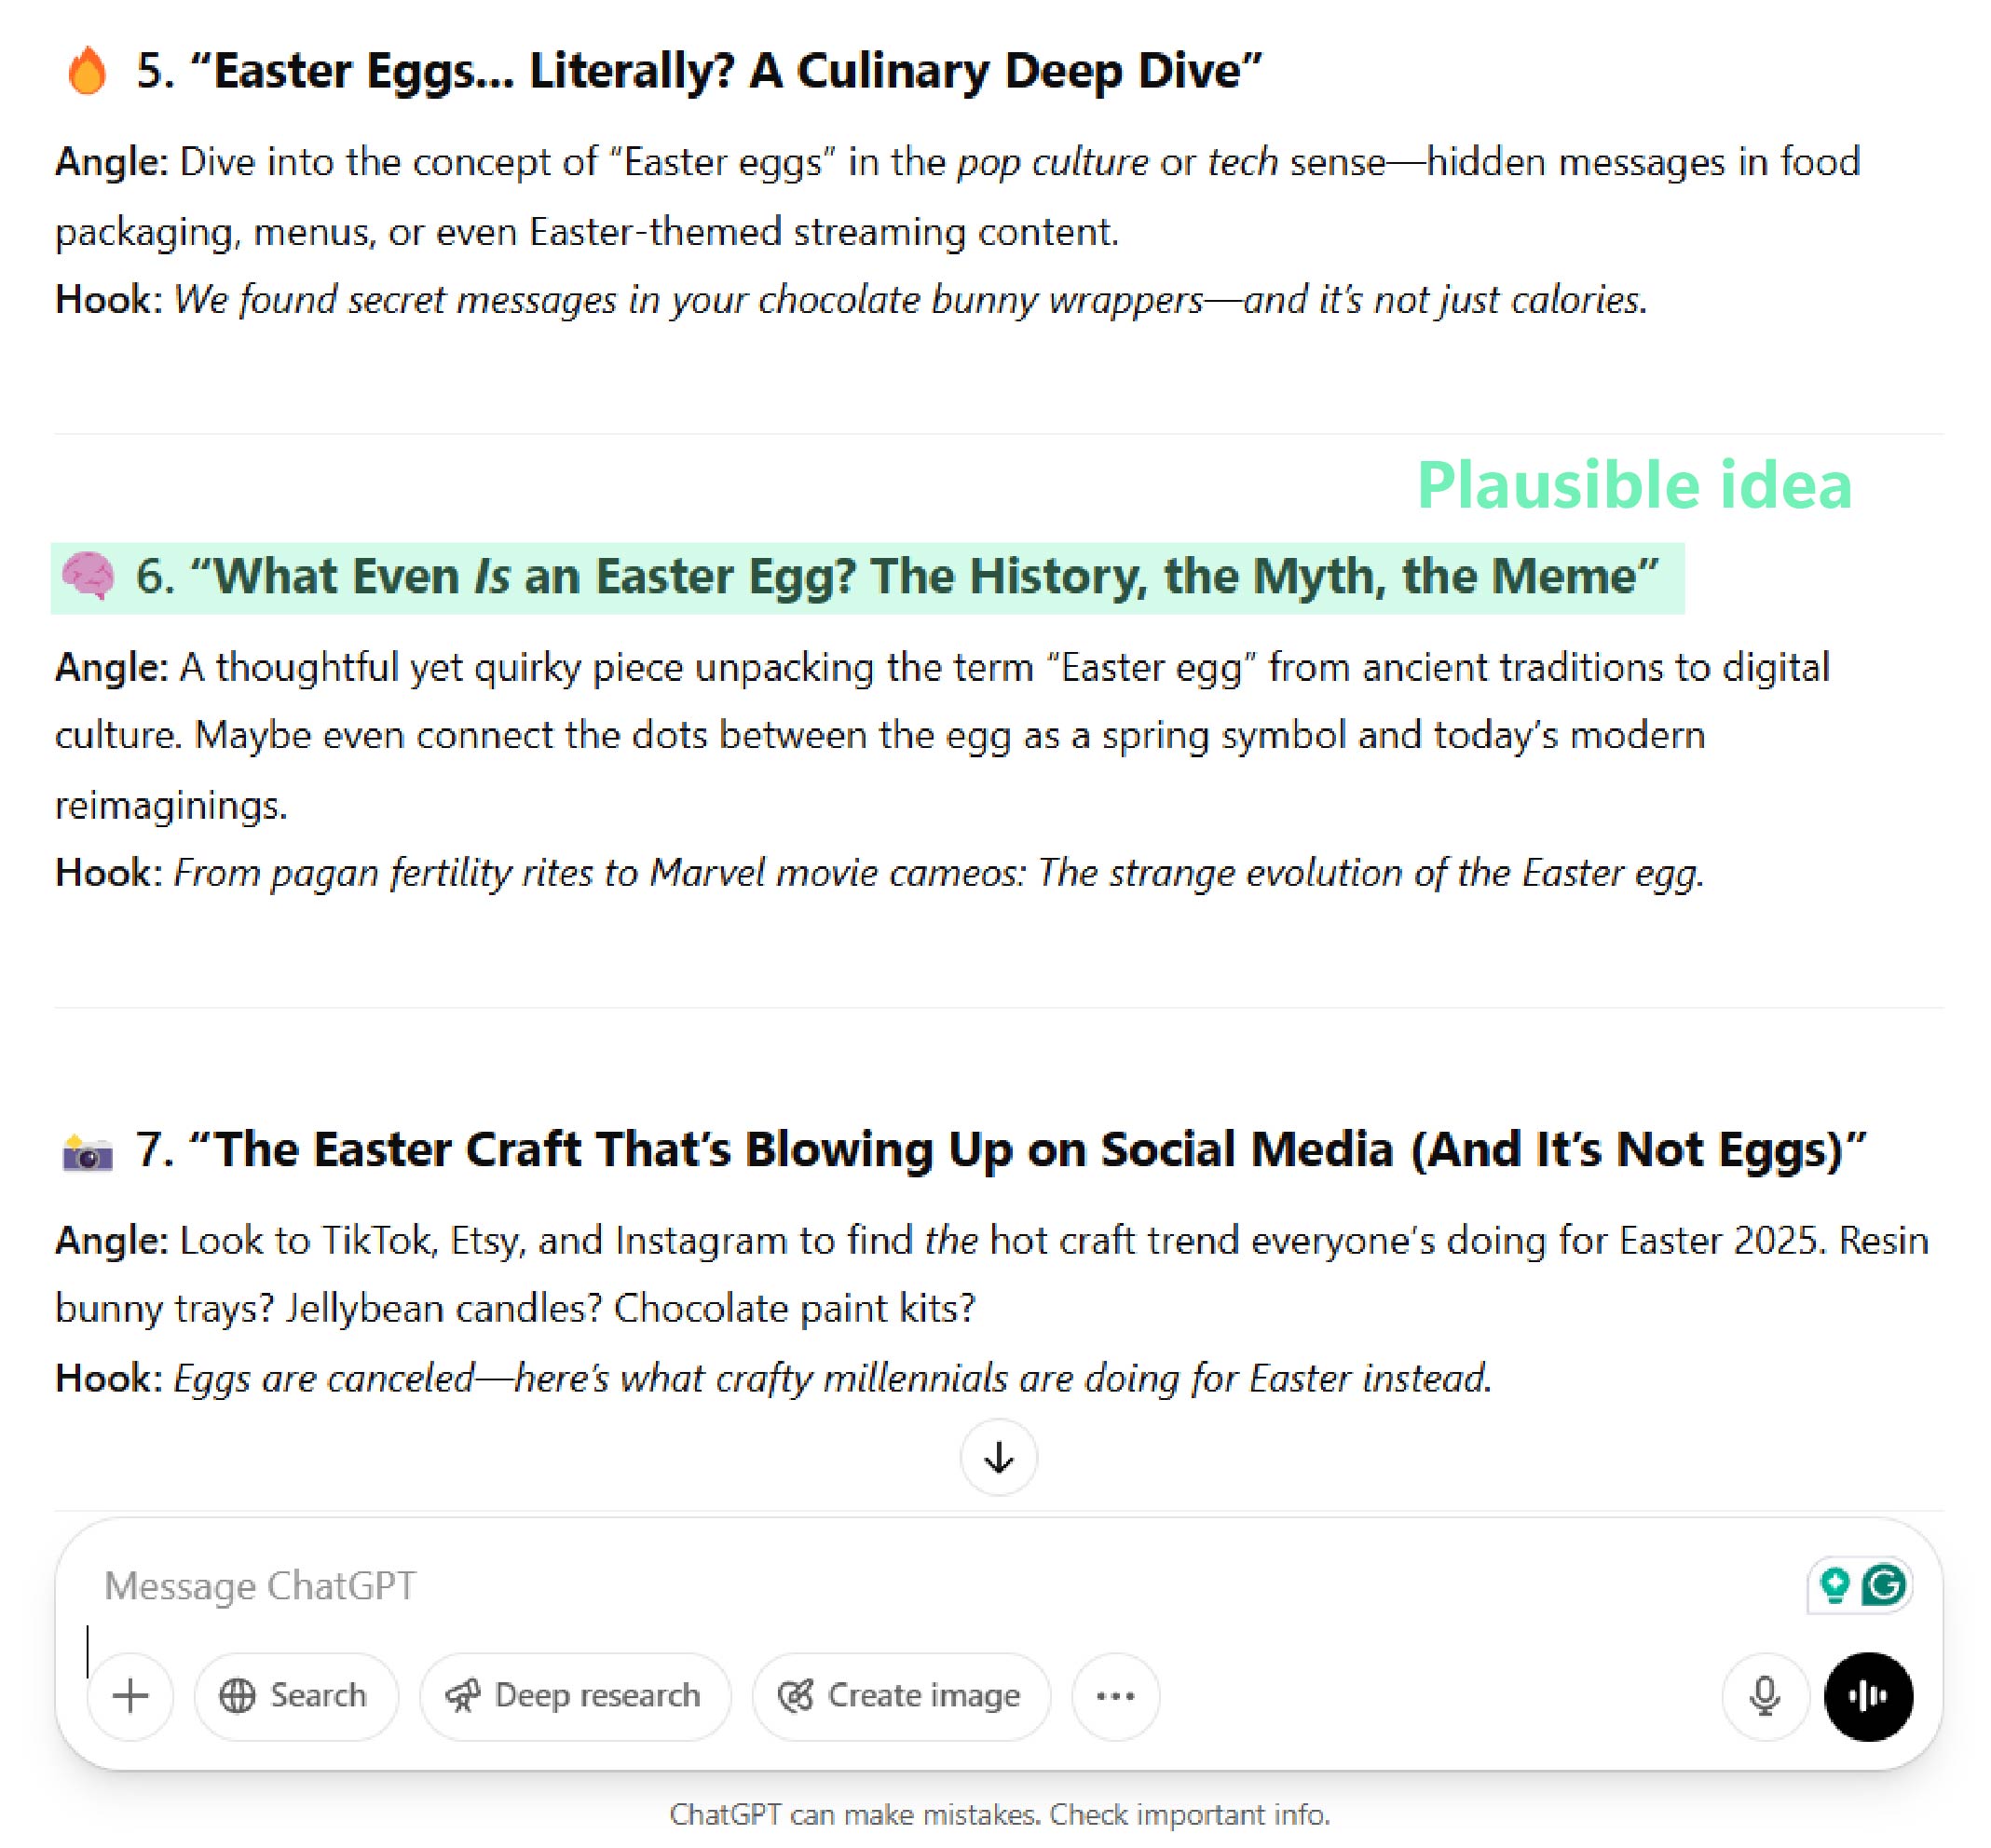 🔥 5. “Easter Eggs... Literally? A Culinary Deep Dive”
Angle: Dive into the concept of “Easter eggs” in the pop culture or tech sense—hidden messages in food
packaging, menus, or even Easter-themed streaming content.
Hook: We found secret messages in your chocolate bunny wrappers—and it’s not just calories.
Plausible idea
🧠 6. “What Even Is an Easter Egg? The History, the Myth, the Meme”
Angle: A thoughtful yet quirky piece unpacking the term “Easter egg” from ancient traditions to digital
culture. Maybe even connect the dots between the egg as a spring symbol and today’s modern
reimaginings.
Hook: From pagan fertility rites to Marvel movie cameos: The strange evolution of the Easter egg.
📸 7. “The Easter Craft That’s Blowing Up on Social Media (And It’s Not Eggs)”
Angle: Look to TikTok, Etsy, and Instagram to find the hot craft trend everyone’s doing for Easter 2025. Resin
bunny trays? Jellybean candles? Chocolate paint kits?
Hook: Eggs are canceled—here’s what crafty millennials are doing for Easter instead.
Message ChatGPT
Search Deep research Create image
ChatGPT can make mistakes. Check important info.